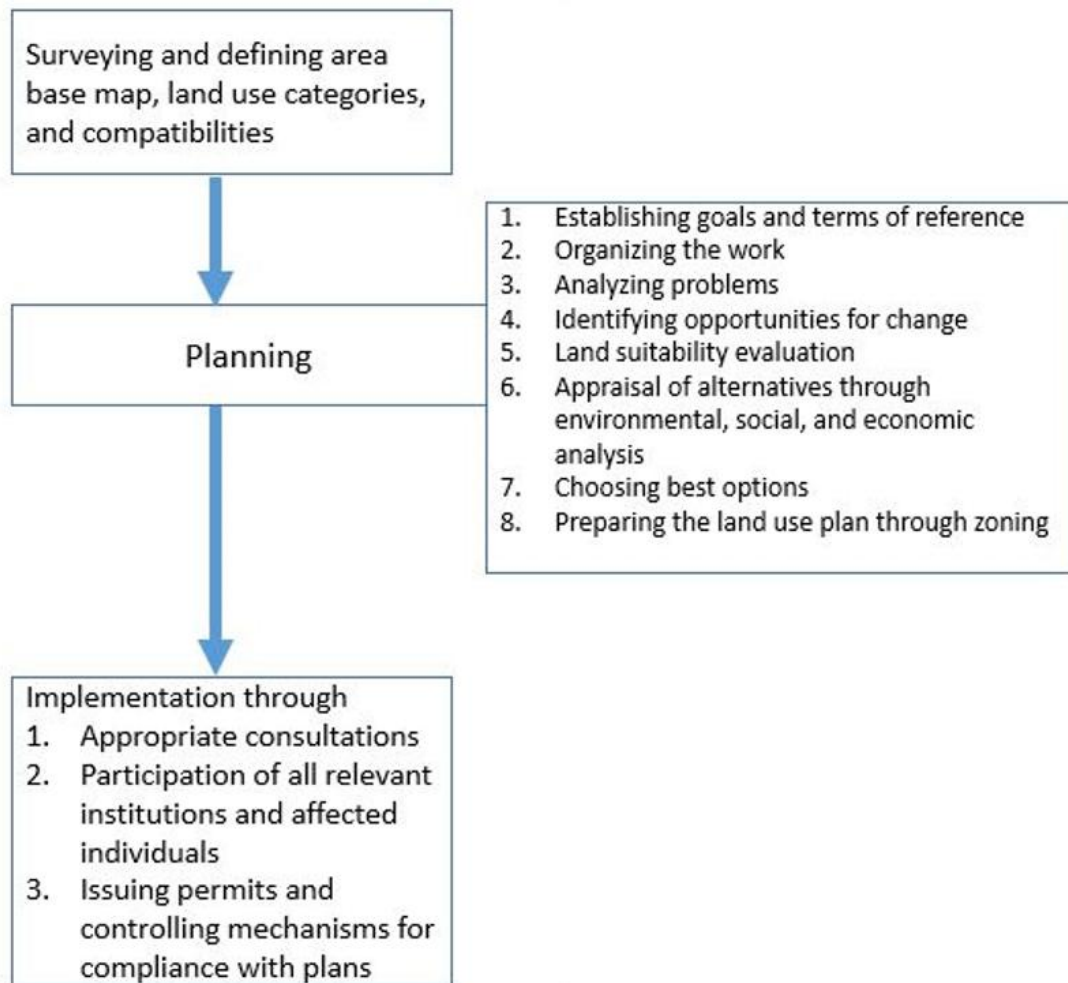 Surveying and defining area
base map, land use categories,
and compatibilities
Planning
1. Establishing goals and terms of reference
2. Organizing the work
3. Analyzing problems
4. Identifying opportunities for change
5. Land suitability evaluation
6. Appraisal of alternatives through
environmental, social, and economic
analysis
7. Choosing best options
8. Preparing the land use plan through zoning
Implementation through
1. Appropriate consultations
2. Participation of all relevant
institutions and affected
individuals
3. Issuing permits and
controlling mechanisms for
compliance with plans